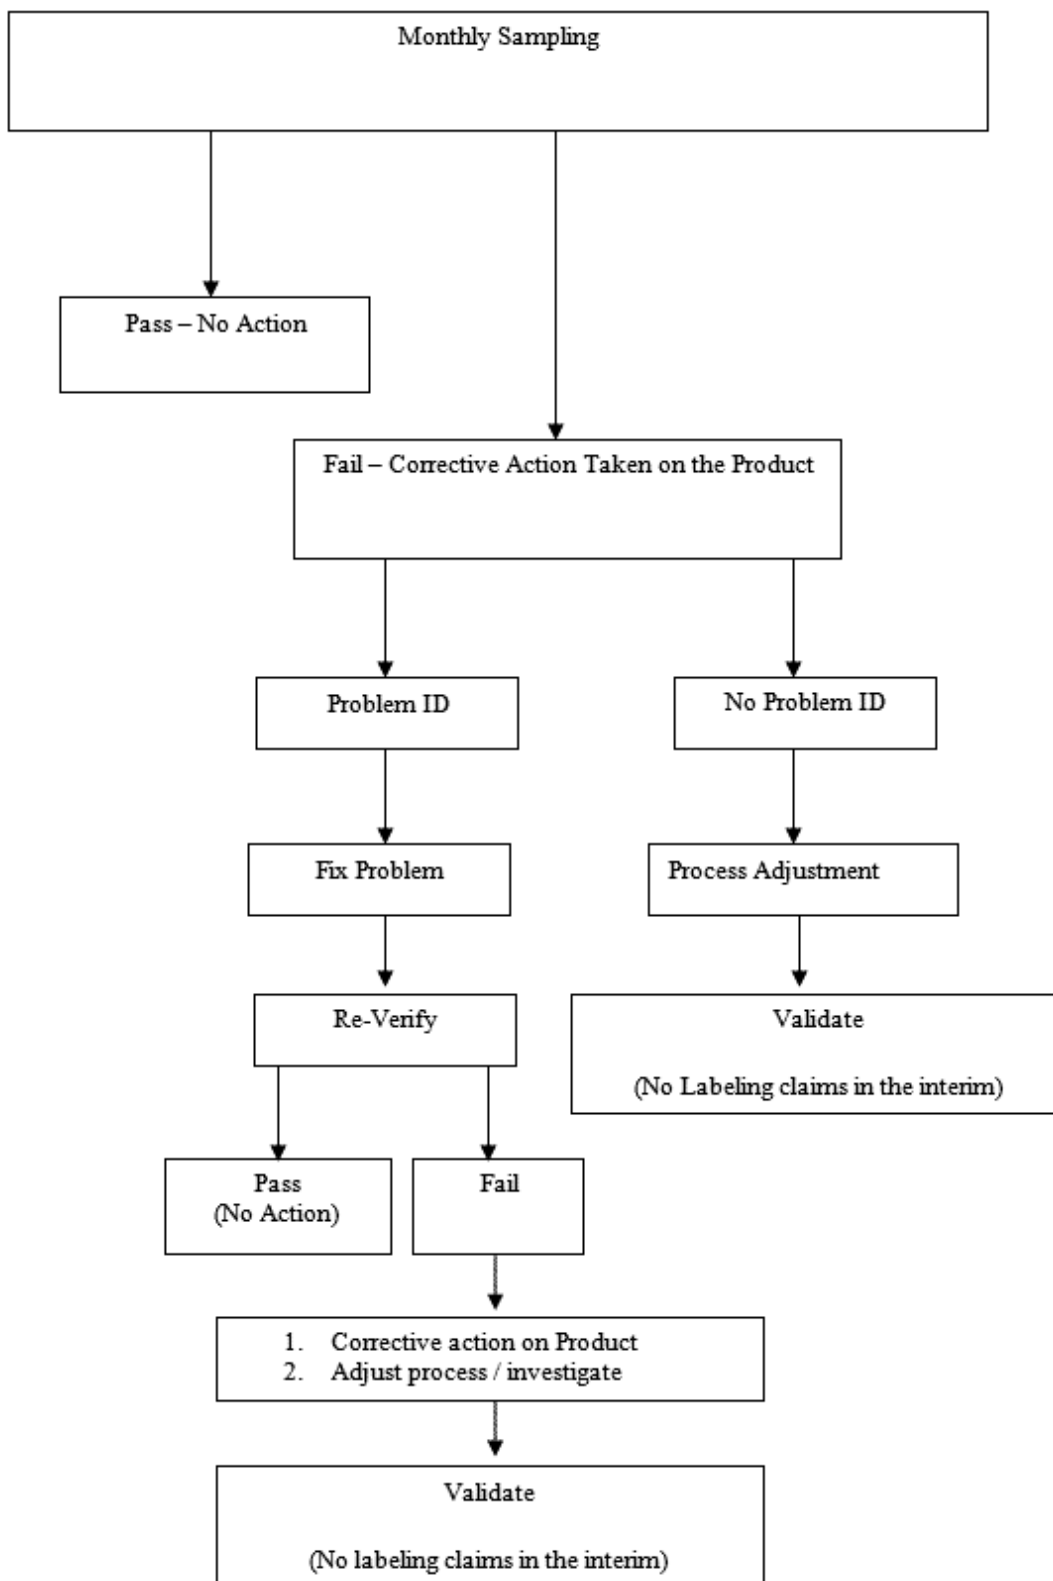 Monthly Sampling
Pass – No Action
Fail – Corrective Action Taken on the Product
Problem ID
No Problem ID
Fix Problem
Process Adjustment
Re-Verify
Validate
(No Labeling claims in the interim)
Pass
(No Action)
Fail
1. Corrective action on Product
2. Adjust process / investigate
Validate
(No labeling claims in the interim)